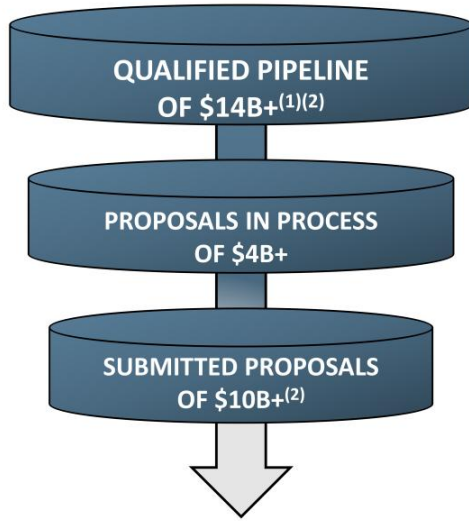 QUALIFIED PIPELINE
OF $14B+(1)(2)
PROPOSALS IN PROCESS
OF $4B+
SUBMITTED PROPOSALS
OF $10B+(2)